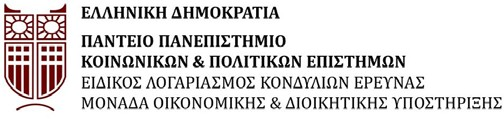 ΕΛΛΗΝΙΚΗ ΔΗΜΟΚΡΑΤΙΑ
ΠΑΝΤΕΙΟ ΠΑΝΕΠΙΣΤΗΜΙΟ
ΚΟΙΝΩΝΙΚΩΝ & ΠΟΛΙΤΙΚΩΝ ΕΠΙΣΤΗΜΩΝ
ΕΙΔΙΚΟΣ ΛΟΓΑΡΙΑΣΜΟΣ ΚΟΝΔΥΛΙΩΝ ΕΡΕΥΝΑΣ
ΜΟΝΑΔΑ ΟΙΚΟΝΟΜΙΚΗΣ & ΔΙΟΙΚΗΤΙΚΗΣ ΥΠΟΣΤΗΡΙΞΗΣ